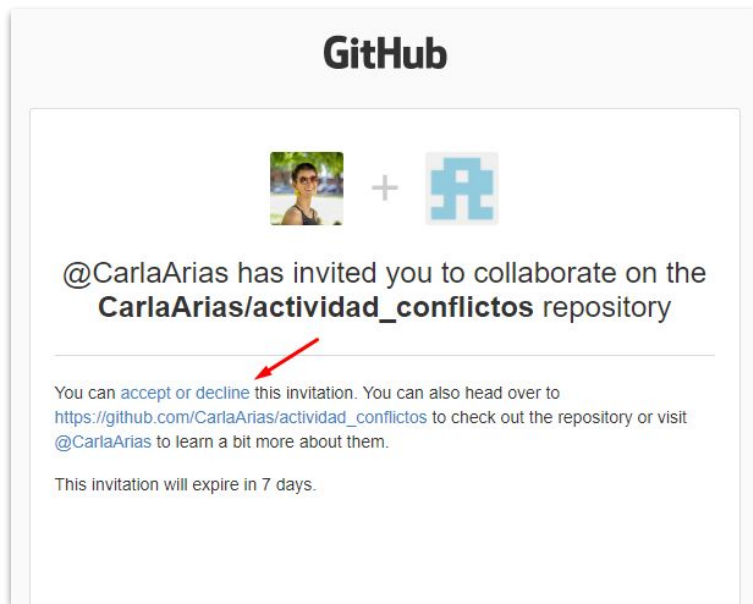 GitHub
@CarlaArias has invited you to collaborate on the
CarlaArias/actividad_conflictos repository
You can accept or decline this invitation. You can also head over to
https://github.com/CarlaArias/actividad_conflictos to check out the repository or visit
@CarlaArias to learn a bit more about them.
This invitation will expire in 7 days.